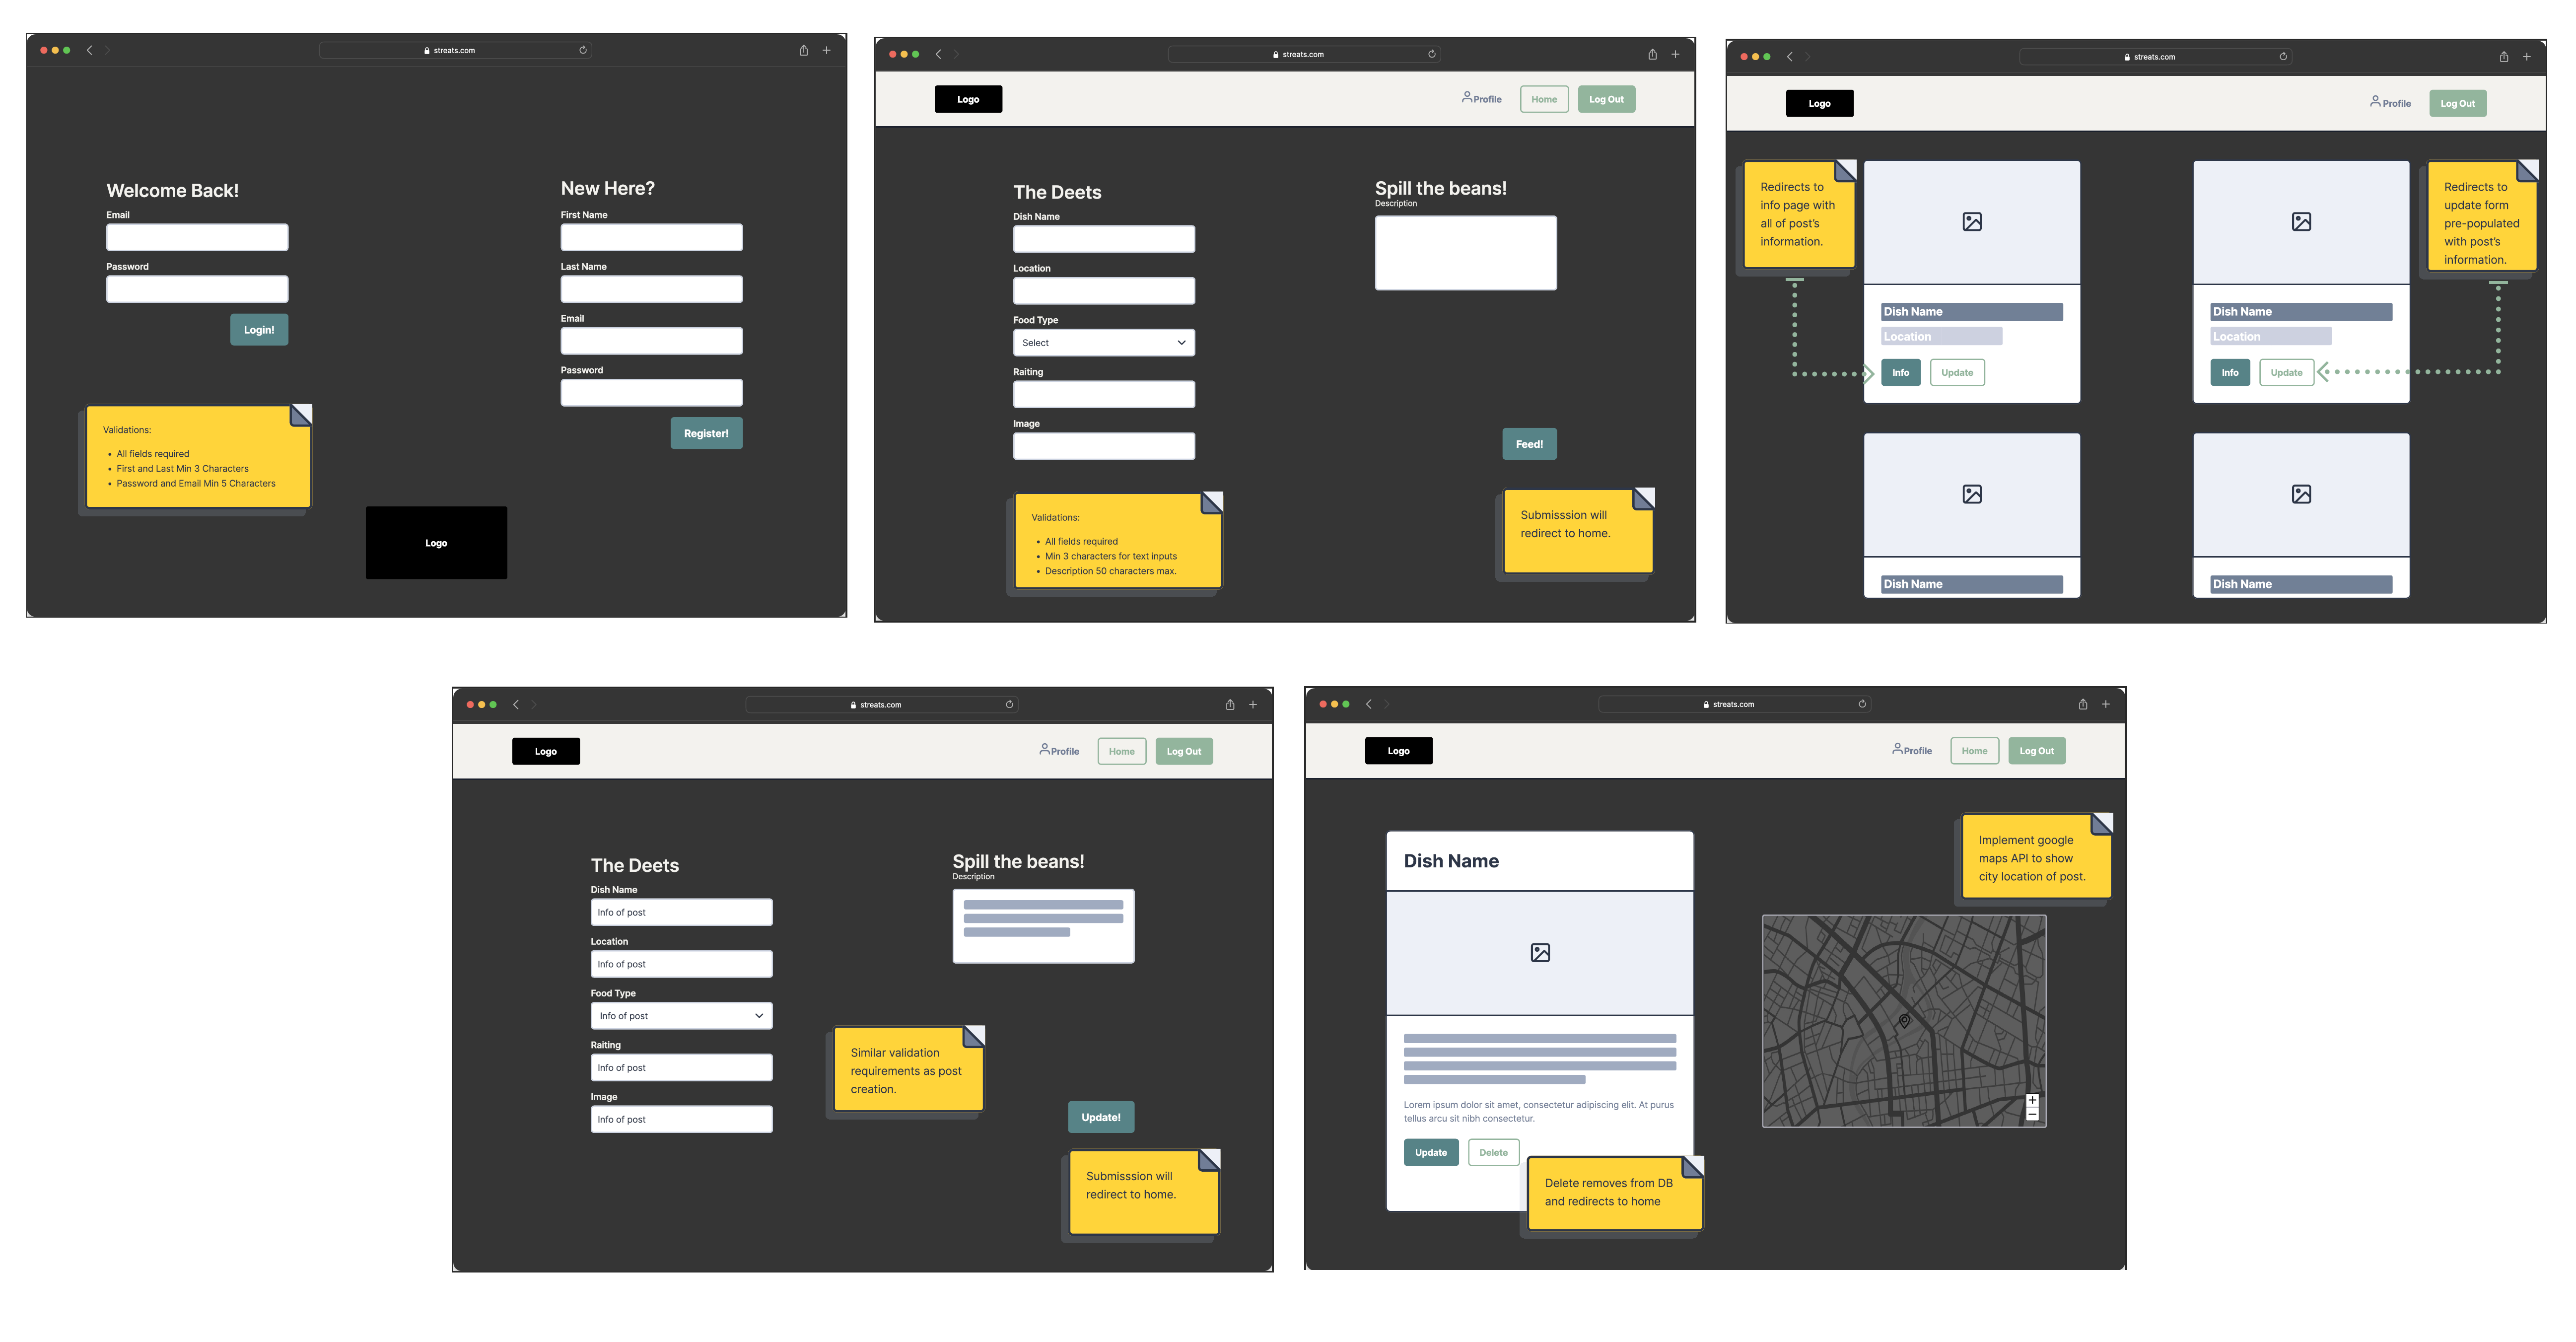 streats.com
Welcome Back!
Email
Password
Login!
New Here?
First Name
Last Name
Email
Password
Register!
Validations:
All fields required
First and Last Min 3 Characters
Password and Email Min 5 Characters
Logo
streats.com
Logo
Profile
Home
Log Out
The Deets
Dish Name
Location
Food Type
Select
Raiting
Image
Spill the beans!
Description
Feed!
Validations:
All fields required
Min 3 characters for text inputs
Description 50 characters max.
Submisssion will
redirect to home.
streats.com
Logo
Profile
Log Out
Redirects to
info page with
all of post's
information.
Dish Name
Location
Info
Update
Dish Name
Location
Info
Update
Redirects to
update form
pre-populated
with post's
information.
Dish Name
Dish Name
streats.com
Logo
Profile
Home
Log Out
The Deets
Dish Name
Info of post
Location
Info of post
Food Type
Info of post
Raiting
Info of post
Image
Info of post
Spill the beans!
Description
Similar validation
requirements as post
creation.
Update!
Submisssion will
redirect to home.
streats.com
Logo
Profile
Home
Log Out
Dish Name
Lorem ipsum dolor sit amet, consectetur adipiscing elit. At purus
tellus arcu sit nibh consectetur.
Update
Delete
Delete removes from DB
and redirects to home
Implement google
maps API to show
city location of post.